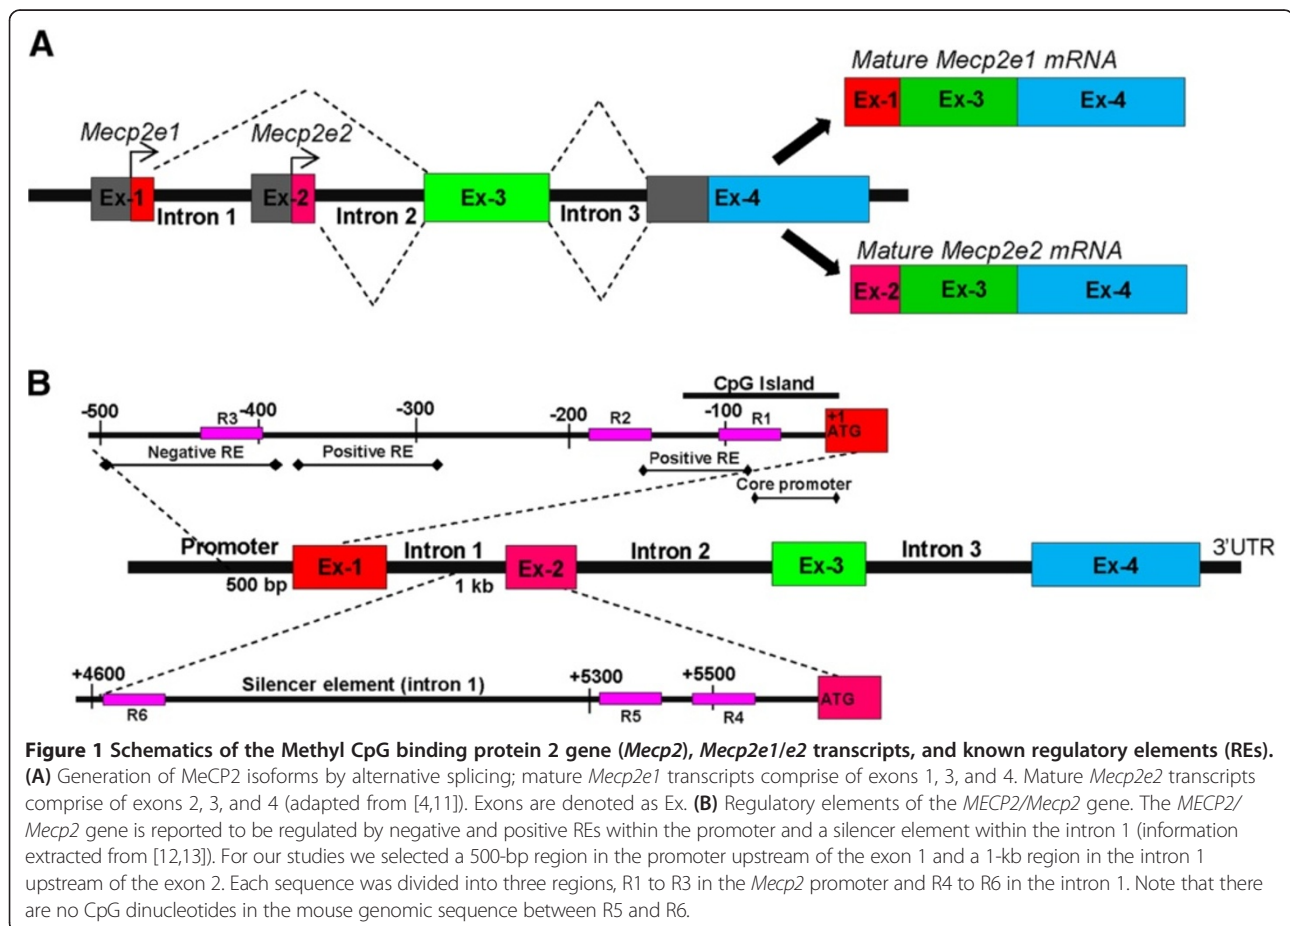 A
Mature Mecp2e1 mRNA
Ex-1 Ex-3 Ex-4
Mecp2e1 Mecp2e2
Ex-1 Intron 1 Ex-2 Intron 2 Ex-3 Intron 3 Ex-4
Mature Mecp2e2 mRNA
Ex-2 Ex-3 Ex-4
B
CpG Island
-500 R3 -400 -300 -200 R2 -100 R1 +1
ATG
Negative RE Positive RE Positive RE
Core promoter
Promoter Ex-1 Intron 1 Ex-2 Intron 2 Ex-3 Intron 3 Ex-4 3'UTR
500 bp 1 kb
+4600 Silencer element (intron 1) +5300 +5500
ATG
R6 R5 R4
Figure 1 Schematics of the Methyl CpG binding protein 2 gene (Mecp2), Mecp2e1/e2 transcripts, and known regulatory elements (REs).
(A) Generation of MeCP2 isoforms by alternative splicing; mature Mecp2e1 transcripts comprise of exons 1, 3, and 4. Mature Mecp2e2 transcripts
comprise of exons 2, 3, and 4 (adapted from [4,11]). Exons are denoted as Ex. (B) Regulatory elements of the MECP2/Mecp2 gene. The MECP2/
Mecp2 gene is reported to be regulated by negative and positive REs within the promoter and a silencer element within the intron 1 (information
extracted from [12,13]). For our studies we selected a 500-bp region in the promoter upstream of the exon 1 and a 1-kb region in the intron 1
upstream of the exon 2. Each sequence was divided into three regions, R1 to R3 in the Mecp2 promoter and R4 to R6 in the intron 1. Note that there
are no CpG dinucleotides in the mouse genomic sequence between R5 and R6.